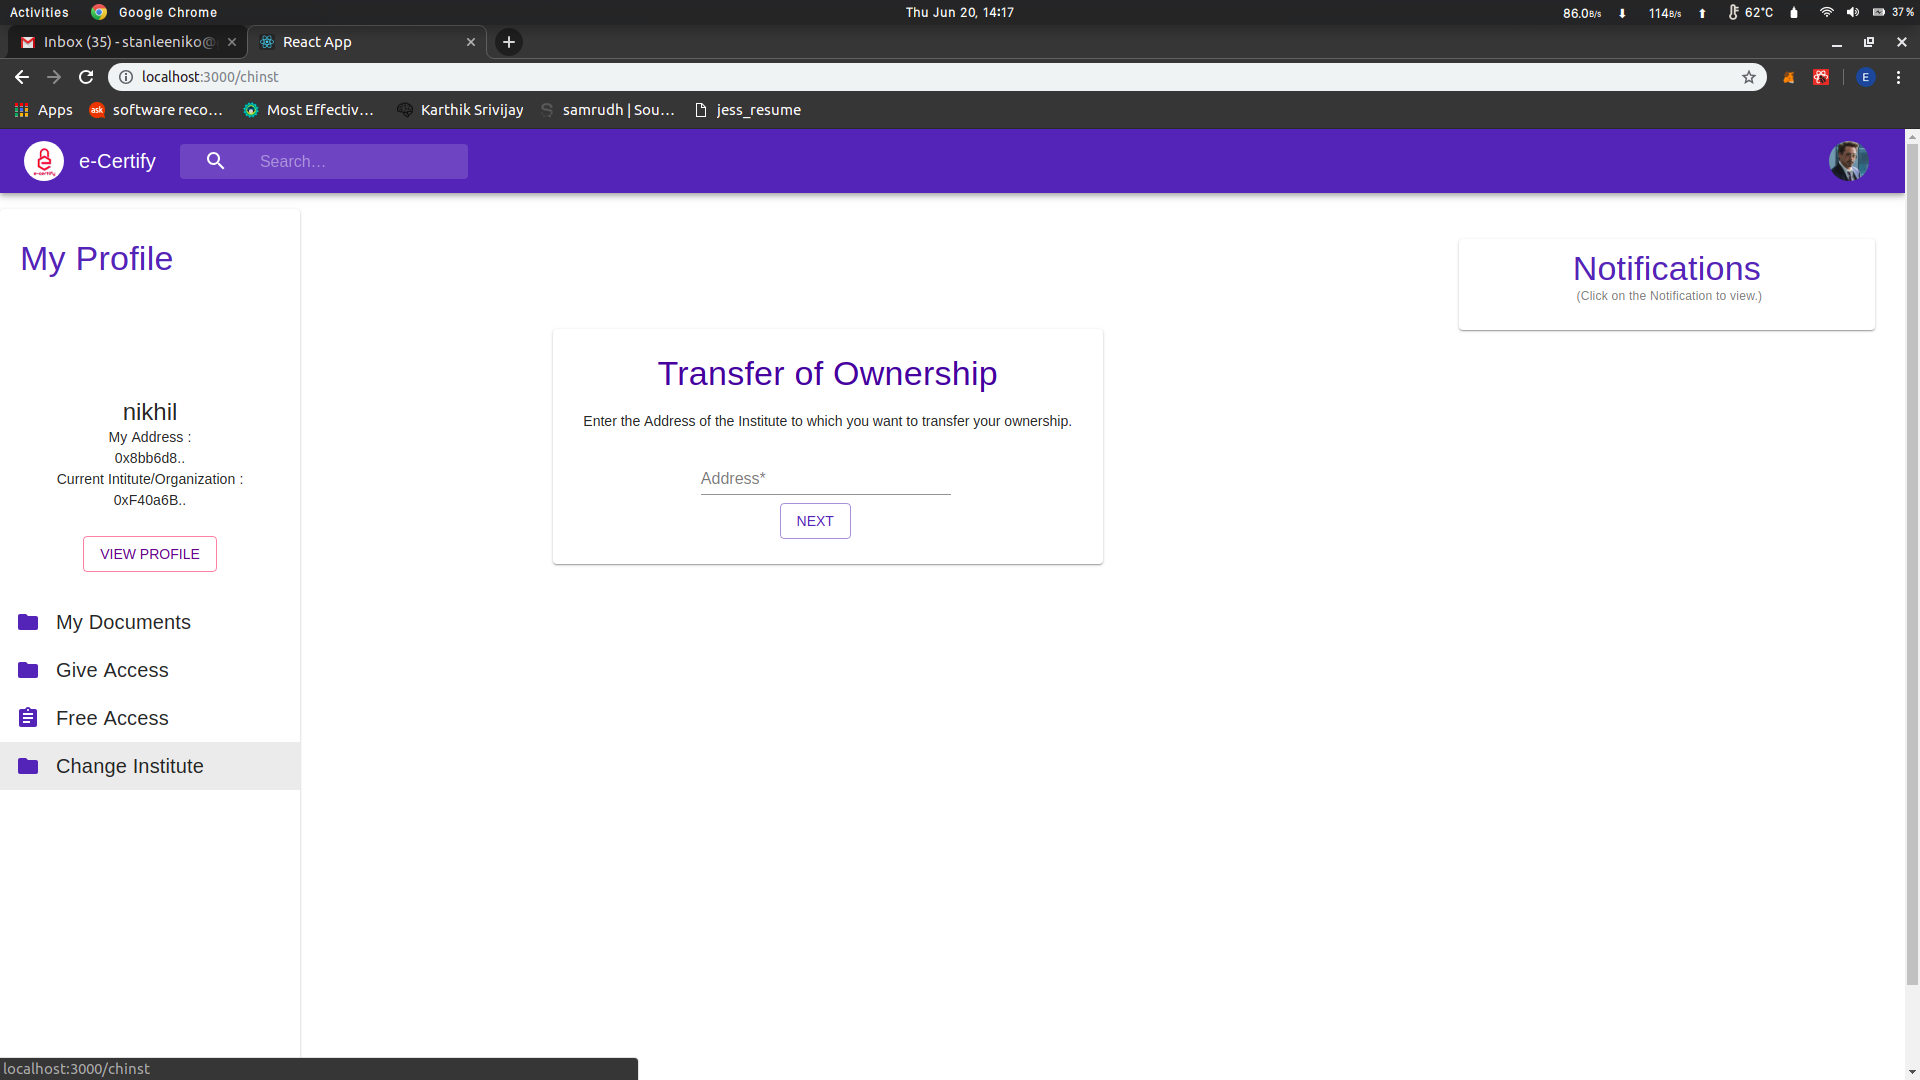 Activities Google Chrome Thu Jun 20, 14:17 86.0B/s 114B/s 62°C 37 %
Inbox (35) - stanleeniko@ React App
localhost:3000/chinst
Apps software reco... Most Effectiv... Karthik Srivijay samrudh | Sou... jess_resume
e-certify e-Certify Search... 
My Profile
Notifications
(Click on the Notification to view.)
Transfer of Ownership
Enter the Address of the Institute to which you want to transfer your ownership.
Address*
NEXT
nikhil
My Address :
0x8bb6d8..
Current Intitute/Organization :
0xF40a6B..
VIEW PROFILE
My Documents
Give Access
Free Access
Change Institute
localhost:3000/chinst